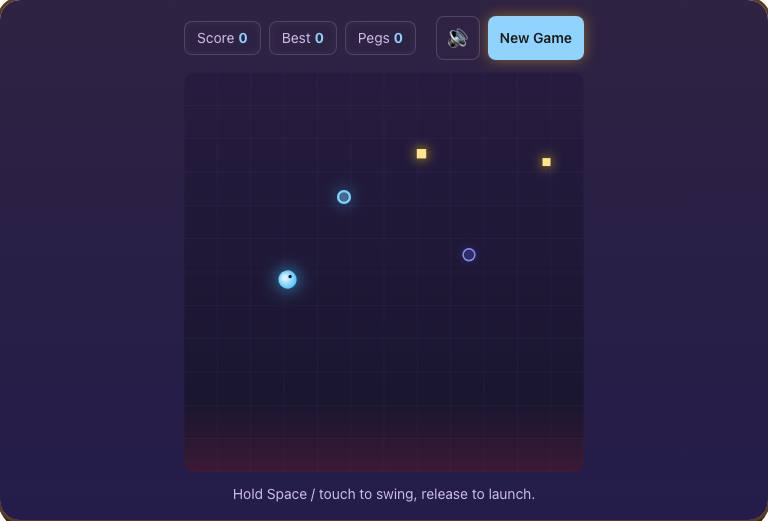 Score 0 Best 0 Pegs 0 New Game
Hold Space / touch to swing, release to launch.